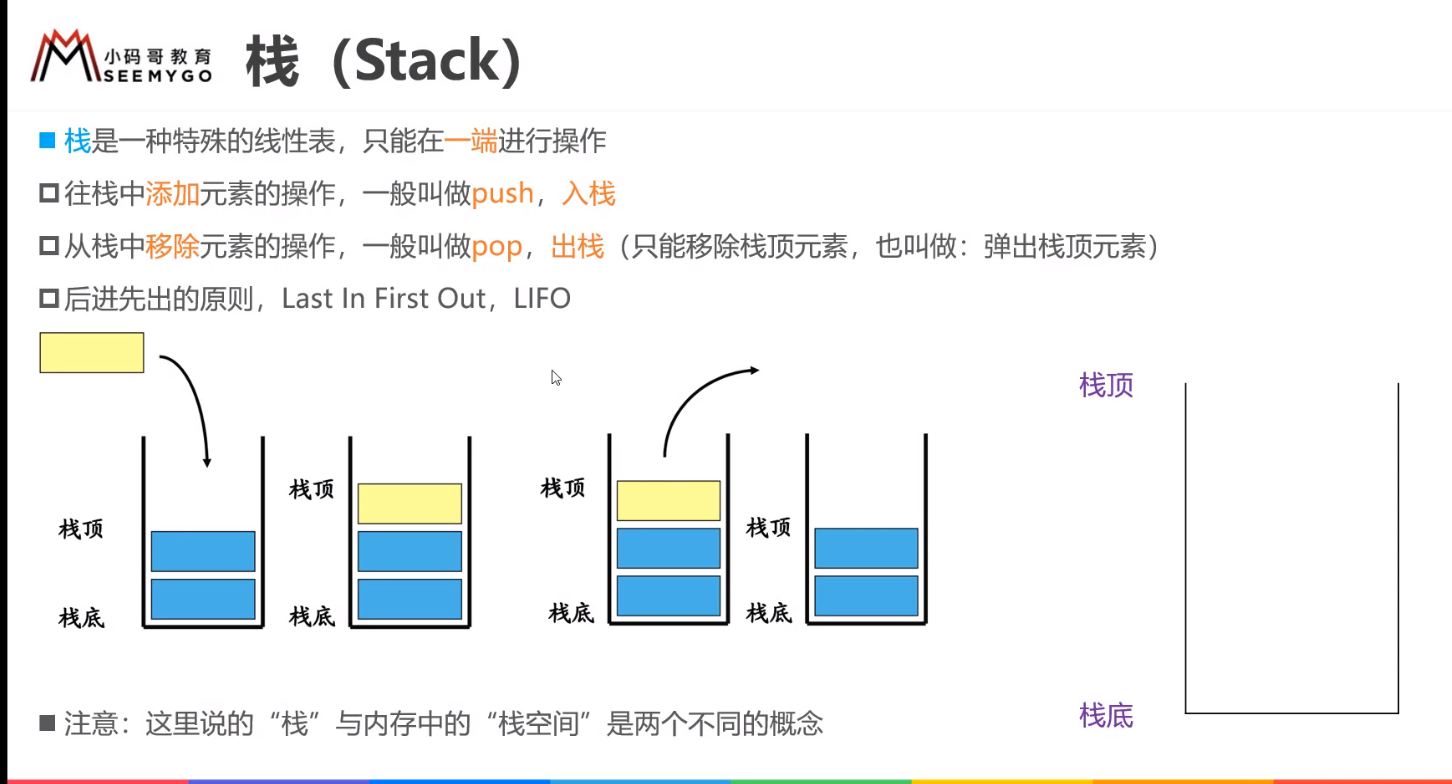 小码哥教育
SEEMYGO
栈（Stack）
栈是一种特殊的线性表，只能在一端进行操作
往栈中添加元素的操作，一般叫做push，入栈
从栈中移除元素的操作，一般叫做pop，出栈（只能移除栈顶元素，也叫做：弹出栈顶元素）
后进先出的原则，Last In First Out，LIFO
栈顶
栈底
栈顶
栈底
栈顶
栈底
栈顶
栈底
栈顶
栈底
注意：这里说的“栈”与内存中的“栈空间”是两个不同的概念